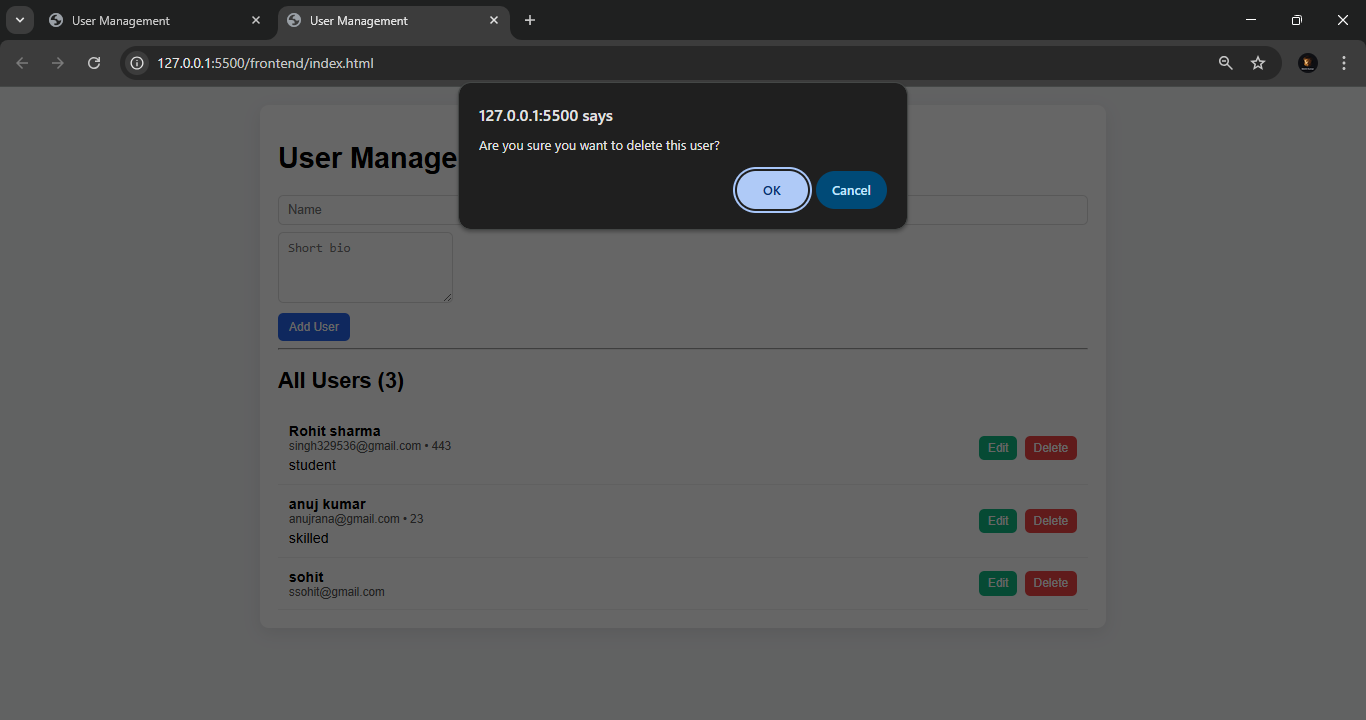 User Management
User Management
127.0.0.1:5500/frontend/index.html
127.0.0.1:5500 says
Are you sure you want to delete this user?
OK
Cancel
User Manage
Name
Short bio
Add User
All Users (3)
Rohit sharma
singh329536@gmail.com • 443
student
Edit
Delete
anuj kumar
anujrana@gmail.com • 23
skilled
Edit
Delete
sohit
ssohit@gmail.com
Edit
Delete